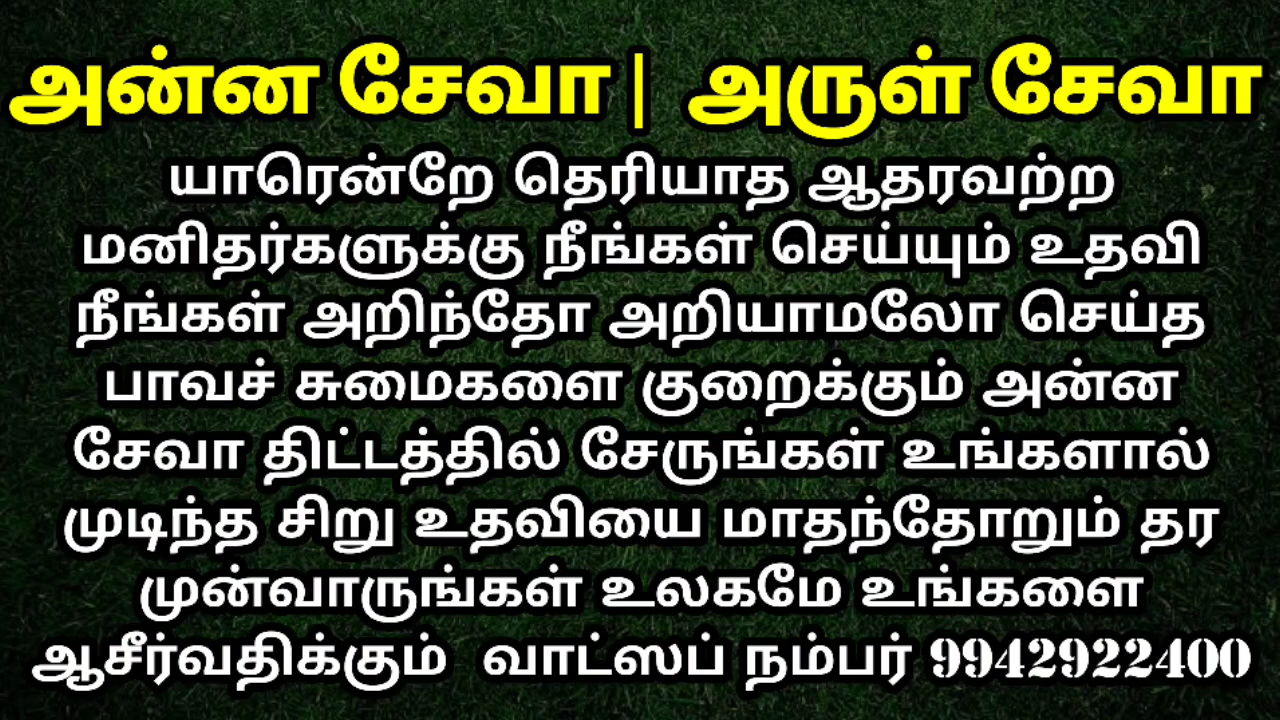 அன்ன சேவா | அருள் சேவா
யாரென்றே தெரியாத ஆதரவற்ற
மனிதர்களுக்கு நீங்கள் செய்யும் உதவி
நீங்கள் அறிந்தோ அறியாமலோ செய்த
பாவச் சுமைகளை குறைக்கும் அன்ன
சேவா திட்டத்தில் சேருங்கள் உங்களால்
முடிந்த சிறு உதவியை மாதந்தோறும் தர
முன்வாருங்கள் உலகமே உங்களை
ஆசீர்வதிக்கும் வாட்ஸப் நம்பர் 9942922400